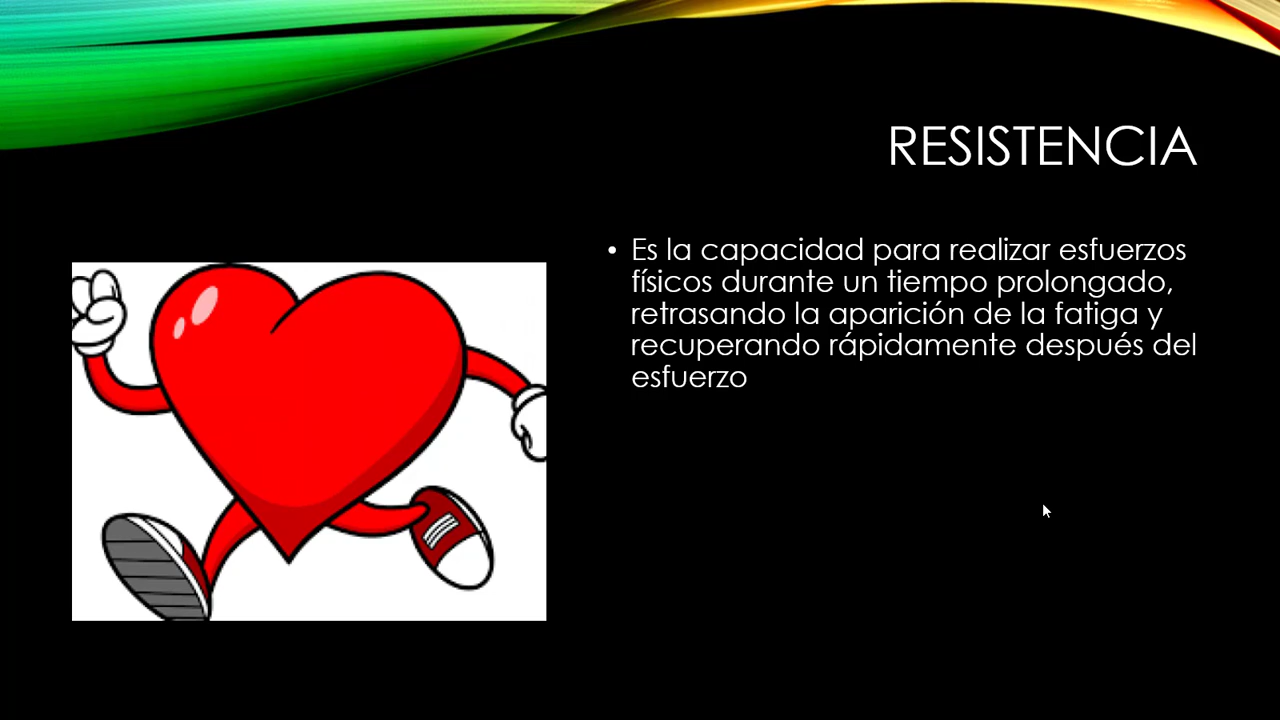 RESISTENCIA
• Es la capacidad para realizar esfuerzos
físicos durante un tiempo prolongado,
retrasando la aparición de la fatiga y
recuperando rápidamente después del
esfuerzo